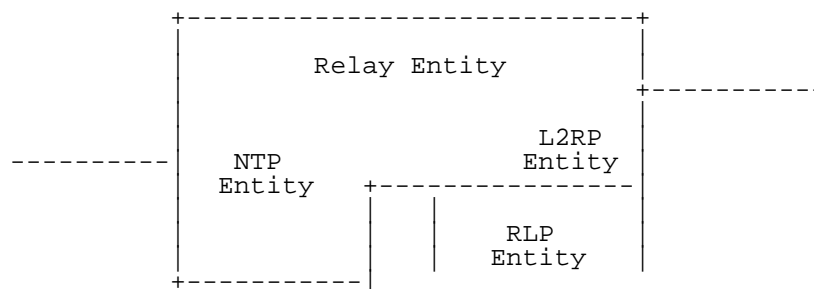 Relay Entity
L2RP
NTP Entity
Entity
RLP
Entity